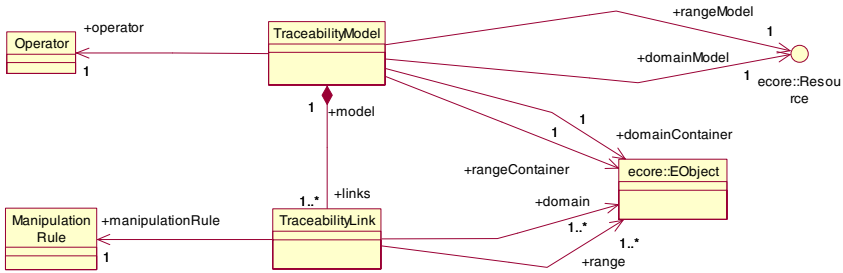 +rangeModel
+operator
TraceabilityModel
Operator
1
+domainModel
1
1
ecore::Resou
rce
1
+model
1
1
+domainContainer
+rangeContainer
ecore::EObject
+links
1..*
+domain
Manipulation
Rule
+manipulationRule
TraceabilityLink
1..*
1..*
1
+range